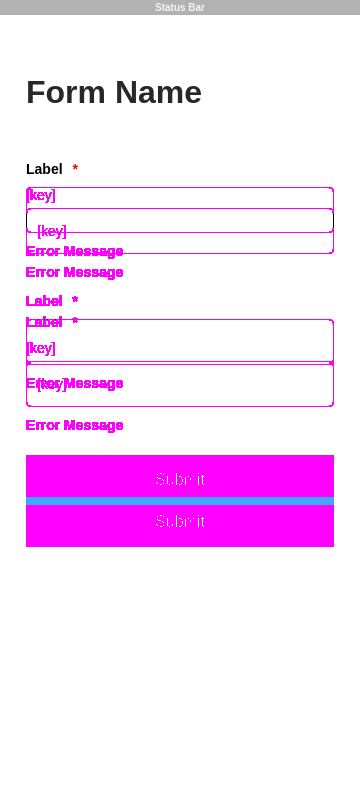 Status Bar
Form Name
Label *
[key]
[key]
Error Message
Error Message
Label *
Label *
[key]
Error Message
[key]
Error Message
Submit
Submit